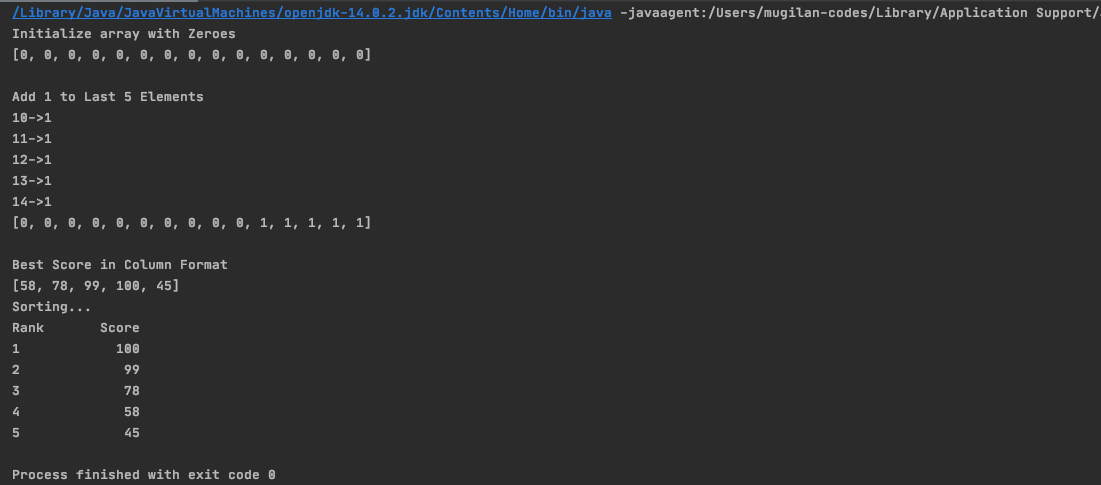 /Library/Java/JavaVirtualMachines/openjdk-14.0.2.jdk/Contents/Home/bin/java -javaagent:/Users/mugilan-codes/Library/Application Support/
Initialize array with Zeroes
[0, 0, 0, 0, 0, 0, 0, 0, 0, 0, 0, 0, 0, 0, 0]
Add 1 to Last 5 Elements
10->1
11->1
12->1
13->1
14->1
[0, 0, 0, 0, 0, 0, 0, 0, 0, 0, 1, 1, 1, 1, 1]
Best Score in Column Format
[58, 78, 99, 100, 45]
Sorting...
Rank       Score
1            100
2             99
3             78
4             58
5             45
Process finished with exit code 0